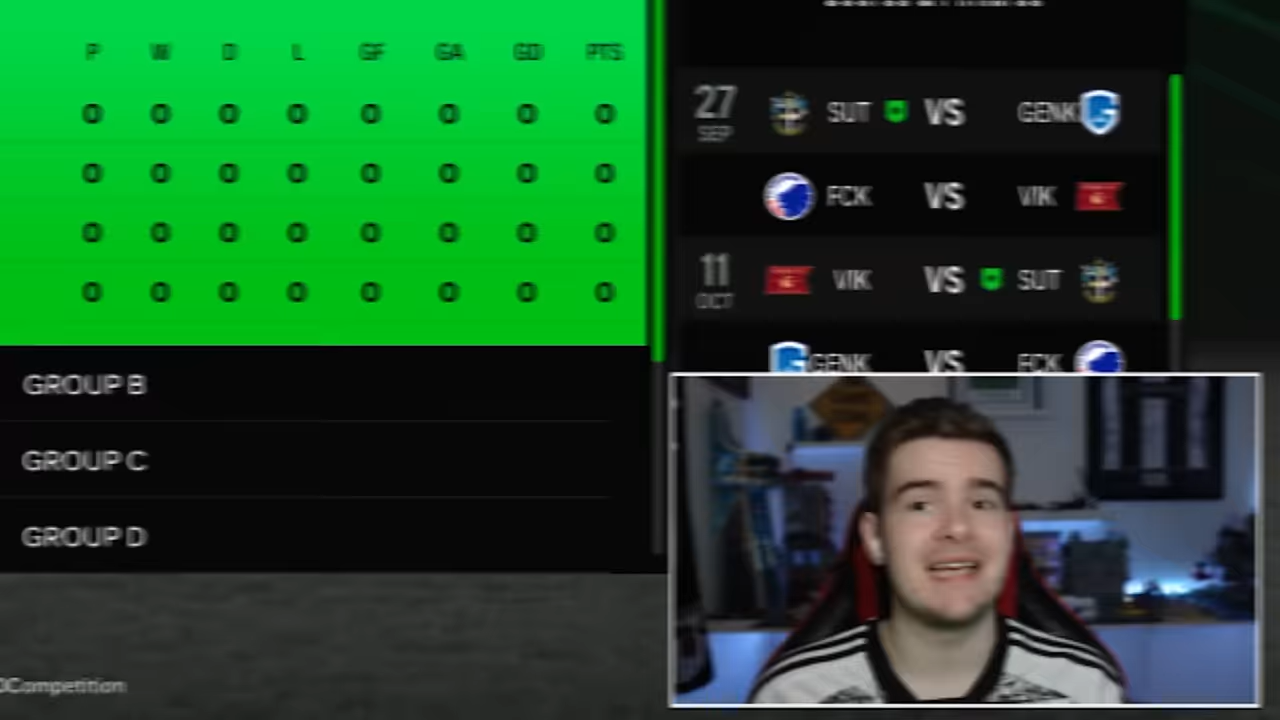 P W D L GF GA GD PTS
0 0 0 0 0 0 0 0
0 0 0 0 0 0 0 0
0 0 0 0 0 0 0 0
0 0 0 0 0 0 0 0
GROUP B
GROUP C
GROUP D
27 SUT VS GENK
SEP
FCK VS VIK
11 VIK VS SUT
OCT
GENK VS FCK
Competition